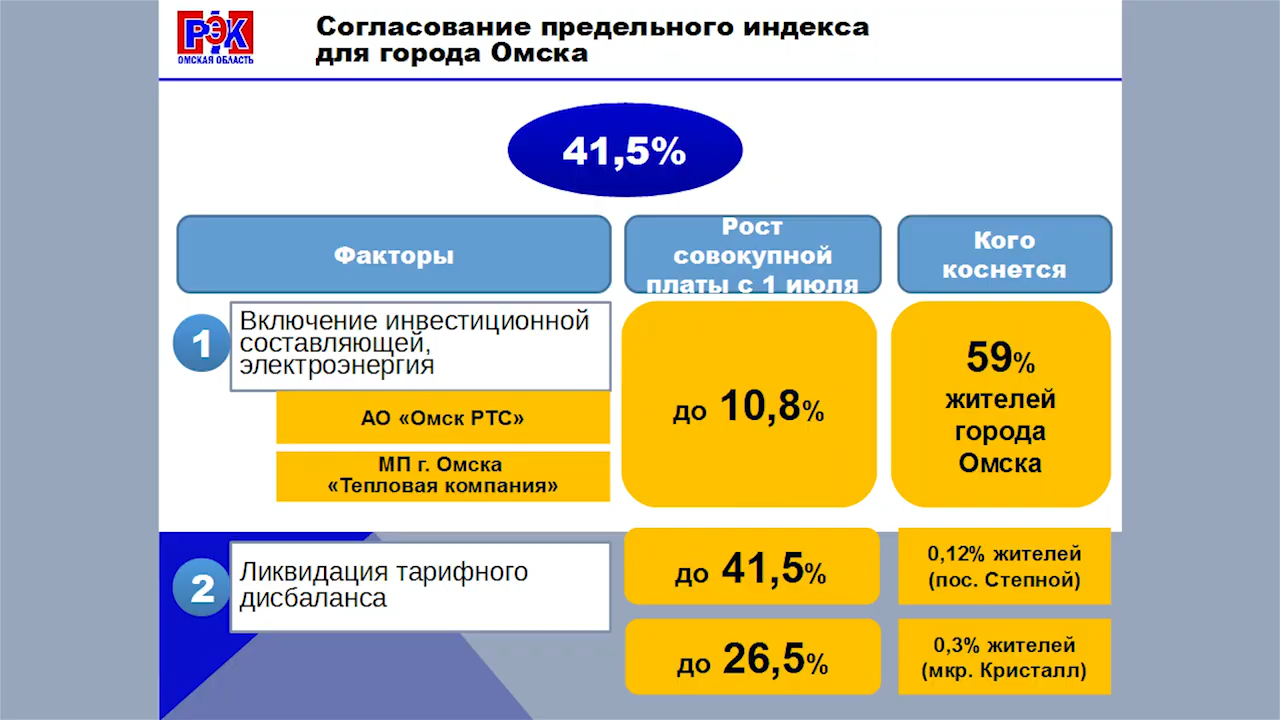 РЭК
ОМСКАЯ ОБЛАСТЬ
Согласование предельного индекса
для города Омска
41,5%
Факторы
Рост
совокупной
платы с 1 июля
Кого
коснется
1
Включение инвестиционной
составляющей,
электроэнергия
АО «Омск РТС»
МП г. Омска
«Тепловая компания»
до 10,8%
59%
жителей
города
Омска
2
Ликвидация тарифного
дисбаланса
до 41,5%
0,12% жителей
(пос. Степной)
до 26,5%
0,3% жителей
(мкр. Кристалл)